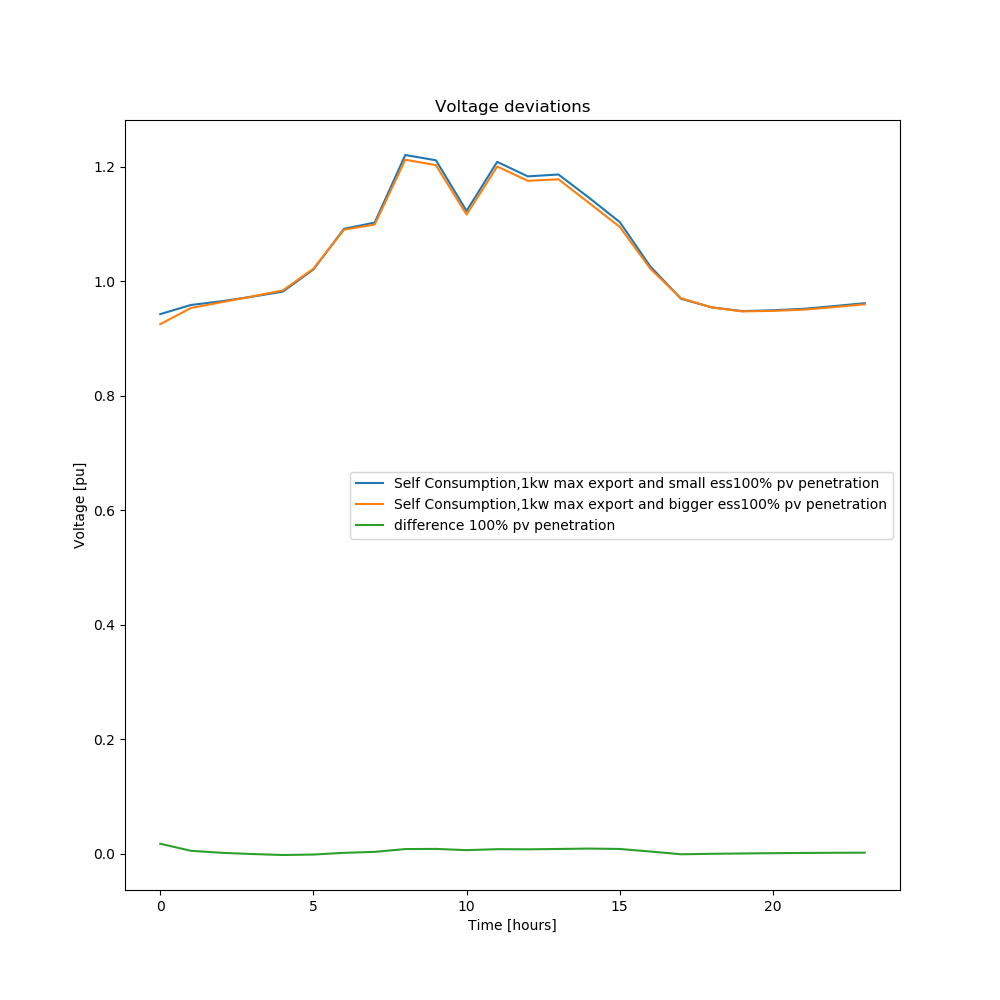 Voltage deviations
1.2
1.0
0.8
0.6
0.4
0.2
0.0
Voltage [pu]
Self Consumption,1kw max export and small ess100% pv penetration
Self Consumption,1kw max export and bigger ess100% pv penetration
difference 100% pv penetration
0 5 10 15 20
Time [hours]